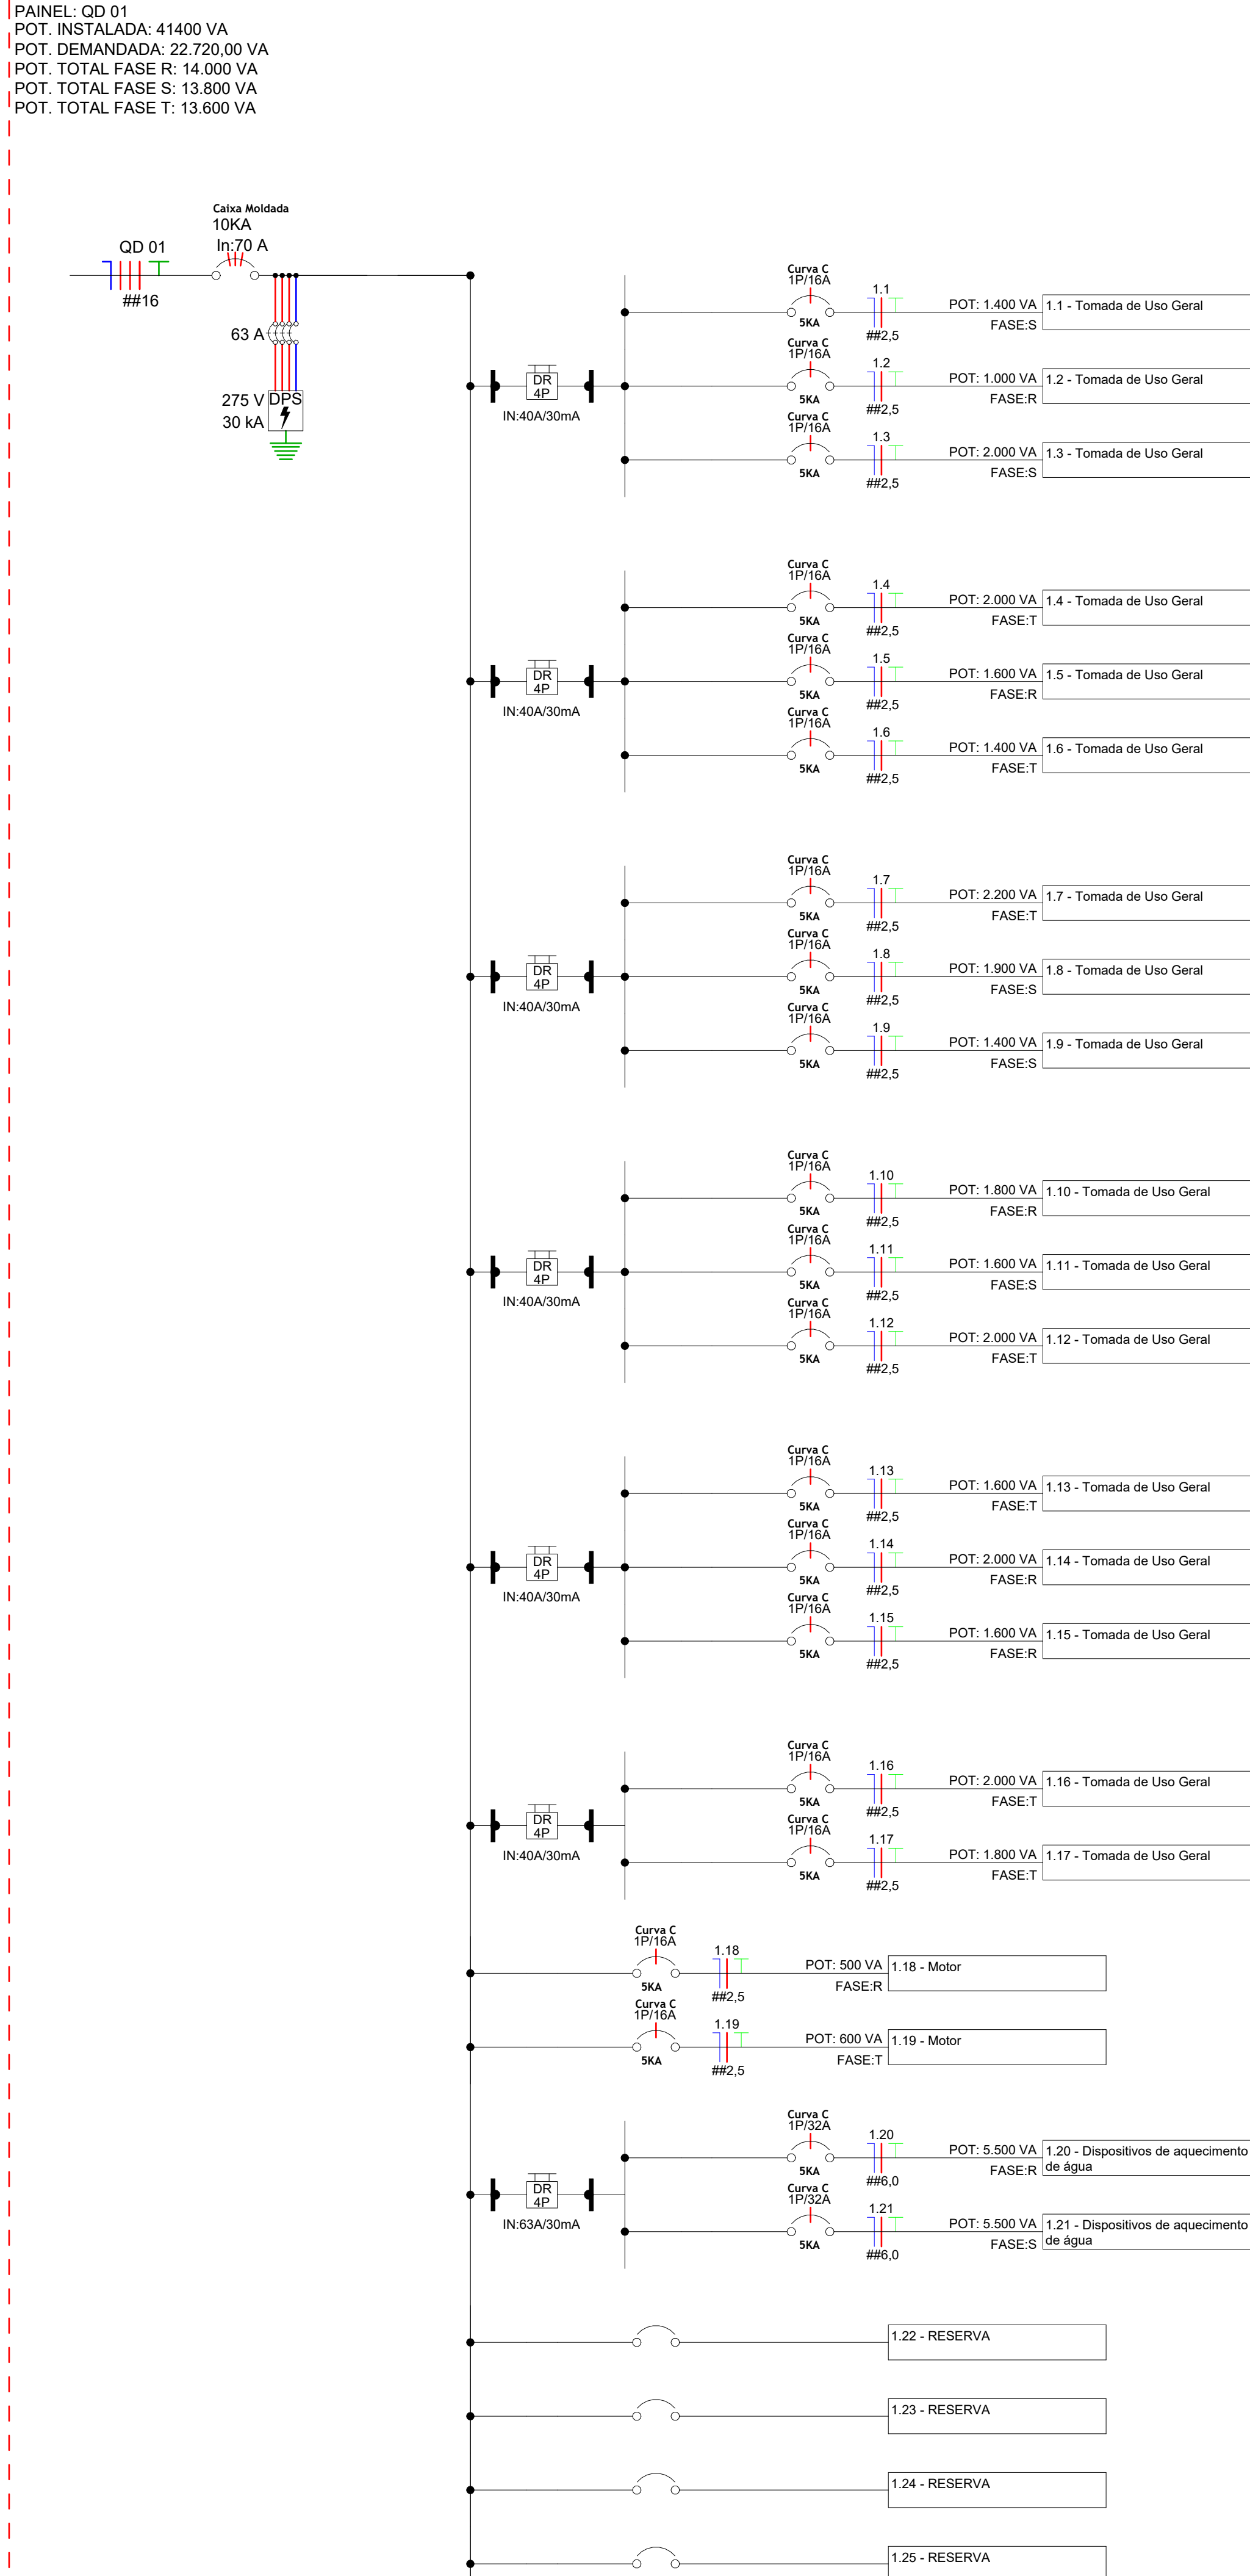 PAINEL: QD 01
POT. INSTALADA: 41400 VA
POT. DEMANDADA: 22.720,00 VA
POT. TOTAL FASE R: 14.000 VA
POT. TOTAL FASE S: 13.800 VA
POT. TOTAL FASE T: 13.600 VA
Caixa Moldada
10KA
In:70 A
QD 01
##16
63 A
275 V
DPS
30 kA
DR
4P
IN:40A/30mA
Curva C
1P/16A
5KA
1.1
##2,5
POT: 1.400 VA
FASE:S
1.1 - Tomada de Uso Geral
Curva C
1P/16A
5KA
1.2
##2,5
POT: 1.000 VA
FASE:R
1.2 - Tomada de Uso Geral
Curva C
1P/16A
5KA
1.3
##2,5
POT: 2.000 VA
FASE:S
1.3 - Tomada de Uso Geral
DR
4P
IN:40A/30mA
Curva C
1P/16A
5KA
1.4
##2,5
POT: 2.000 VA
FASE:T
1.4 - Tomada de Uso Geral
Curva C
1P/16A
5KA
1.5
##2,5
POT: 1.600 VA
FASE:R
1.5 - Tomada de Uso Geral
Curva C
1P/16A
5KA
1.6
##2,5
POT: 1.400 VA
FASE:T
1.6 - Tomada de Uso Geral
DR
4P
IN:40A/30mA
Curva C
1P/16A
5KA
1.7
##2,5
POT: 2.200 VA
FASE:T
1.7 - Tomada de Uso Geral
Curva C
1P/16A
5KA
1.8
##2,5
POT: 1.900 VA
FASE:S
1.8 - Tomada de Uso Geral
Curva C
1P/16A
5KA
1.9
##2,5
POT: 1.400 VA
FASE:S
1.9 - Tomada de Uso Geral
DR
4P
IN:40A/30mA
Curva C
1P/16A
5KA
1.10
##2,5
POT: 1.800 VA
FASE:R
1.10 - Tomada de Uso Geral
Curva C
1P/16A
5KA
1.11
##2,5
POT: 1.600 VA
FASE:S
1.11 - Tomada de Uso Geral
Curva C
1P/16A
5KA
1.12
##2,5
POT: 2.000 VA
FASE:T
1.12 - Tomada de Uso Geral
DR
4P
IN:40A/30mA
Curva C
1P/16A
5KA
1.13
##2,5
POT: 1.600 VA
FASE:T
1.13 - Tomada de Uso Geral
Curva C
1P/16A
5KA
1.14
##2,5
POT: 2.000 VA
FASE:R
1.14 - Tomada de Uso Geral
Curva C
1P/16A
5KA
1.15
##2,5
POT: 1.600 VA
FASE:R
1.15 - Tomada de Uso Geral
DR
4P
IN:40A/30mA
Curva C
1P/16A
5KA
1.16
##2,5
POT: 2.000 VA
FASE:T
1.16 - Tomada de Uso Geral
Curva C
1P/16A
5KA
1.17
##2,5
POT: 1.800 VA
FASE:T
1.17 - Tomada de Uso Geral
Curva C
1P/16A
5KA
1.18
##2,5
POT: 500 VA
FASE:R
1.18 - Motor
Curva C
1P/16A
5KA
1.19
##2,5
POT: 600 VA
FASE:T
1.19 - Motor
DR
4P
IN:63A/30mA
Curva C
1P/32A
5KA
1.20
##6,0
POT: 5.500 VA
FASE:R
1.20 - Dispositivos de aquecimento
de água
Curva C
1P/32A
5KA
1.21
##6,0
POT: 5.500 VA
FASE:S
1.21 - Dispositivos de aquecimento
de água
1.22 - RESERVA
1.23 - RESERVA
1.24 - RESERVA
1.25 - RESERVA